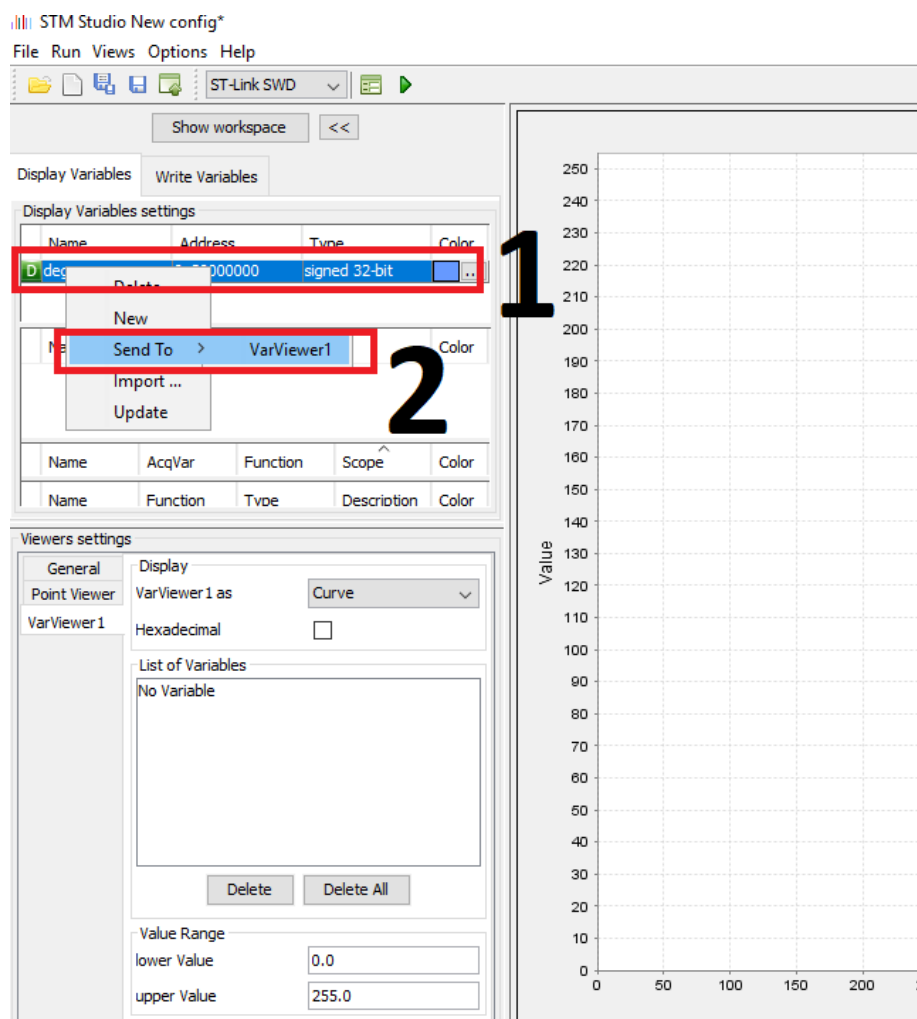 STM Studio New config*
File Run Views Options Help
ST-Link SWD
Show workspace <<
Display Variables Write Variables
Display Variables settings
Name Address Type Color
D deg 0000000 signed 32-bit ..
1
Delete
New
Color
Send To > VarViewer1
2
Import ...
Update
Name AcqVar Function Scope Color
Name Function Type Description Color
Viewers settings
General
Point Viewer
VarViewer1
Display
VarViewer1 as Curve
Hexadecimal
List of Variables
No Variable
Delete Delete All
Value Range
lower Value 0.0
upper Value 255.0
Value
250
240
230
220
210
200
190
180
170
160
150
140
130
120
110
100
90
80
70
60
50
40
30
20
10
0
0 50 100 150 200